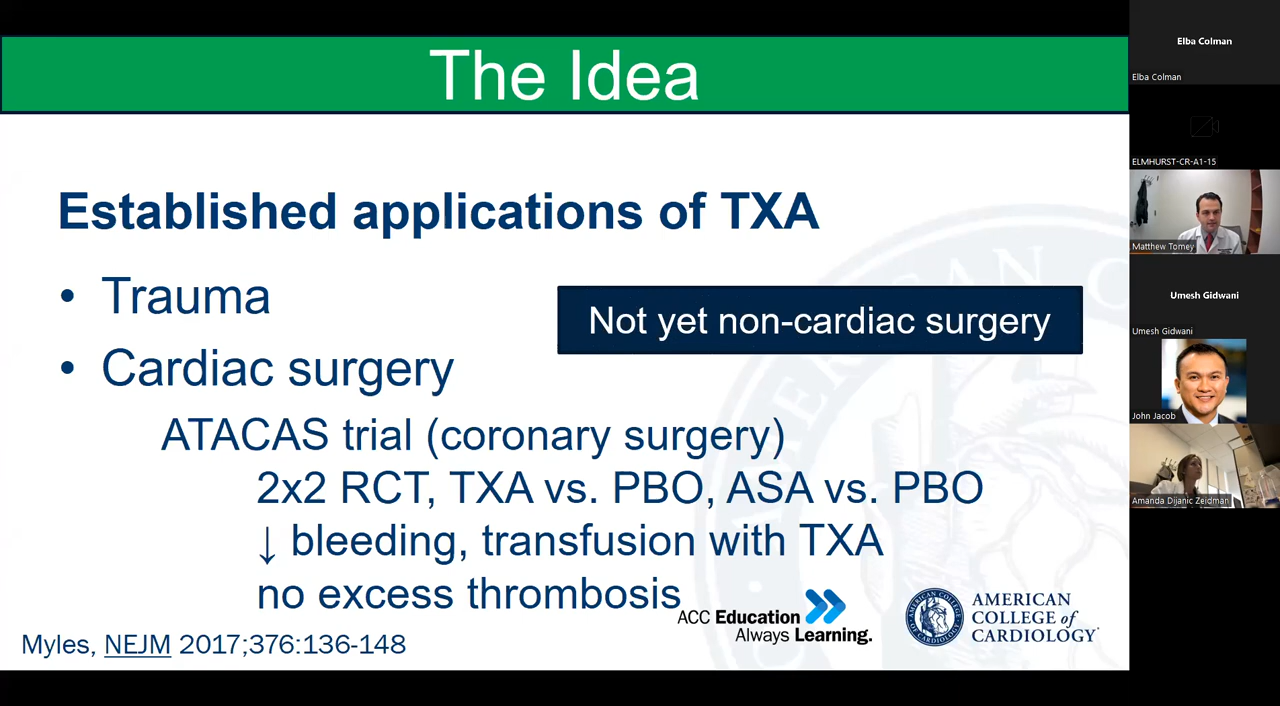 The Idea
Established applications of TXA
• Trauma
Not yet non-cardiac surgery
• Cardiac surgery
ATACAS trial (coronary surgery)
2x2 RCT, TXA vs. PBO, ASA vs. PBO
↓ bleeding, transfusion with TXA
no excess thrombosis
Myles, NEJM 2017;376:136-148
ACC Education
Always Learning.
AMERICAN
COLLEGE of
CARDIOLOGY
Elba Colman
Elba Colman
ELMHURST-CR-A1-15
Matthew Tomey
Umesh Gidwani
Umesh Gidwani
John Jacob
Amanda Dijanic Zeidman